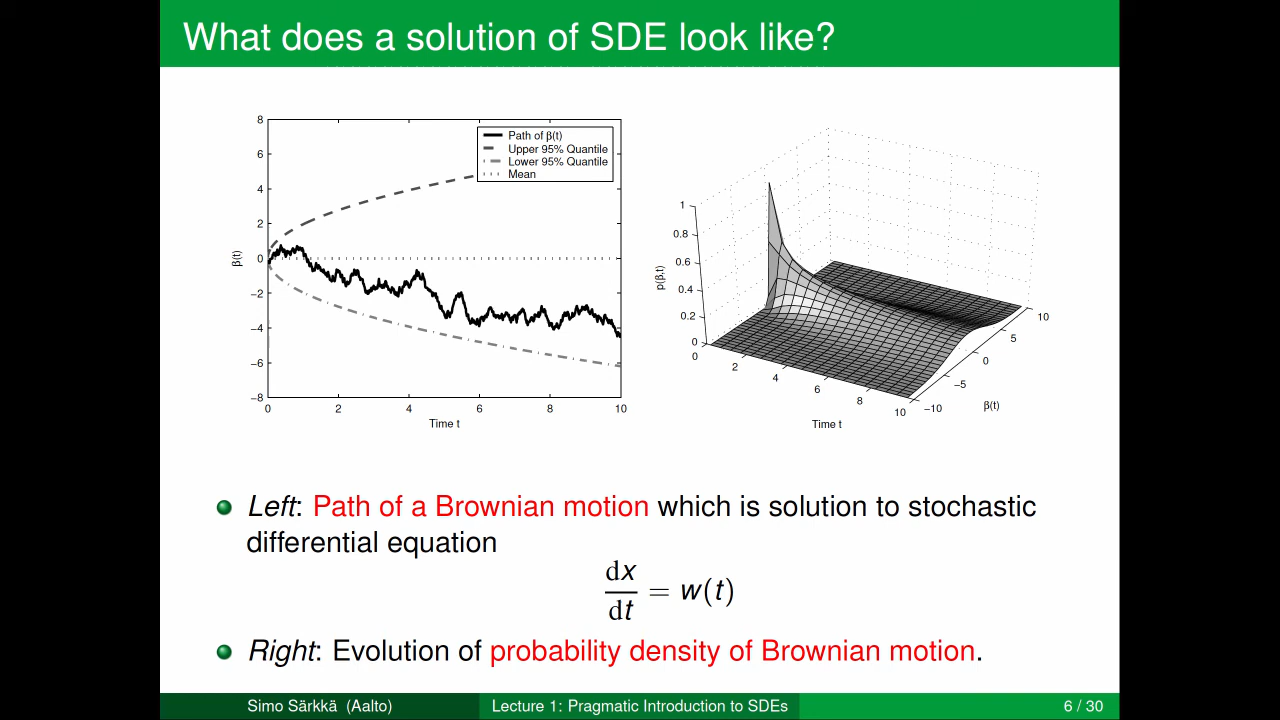 What does a solution of SDE look like?
8
6
4
2
0
−2
−4
−6
−8
β(t)
0 2 4 6 8 10
Time t
Path of β(t)
Upper 95% Quantile
Lower 95% Quantile
Mean
1
0.8
0.6
0.4
0.2
0
p(β,t)
0
2
4
6
8
10
Time t
−10
−5
0
5
10
β(t)
Left: Path of a Brownian motion which is solution to stochastic
differential equation
dx/dt = w(t)
Right: Evolution of probability density of Brownian motion.
Simo Särkkä (Aalto) Lecture 1: Pragmatic Introduction to SDEs 6 / 30